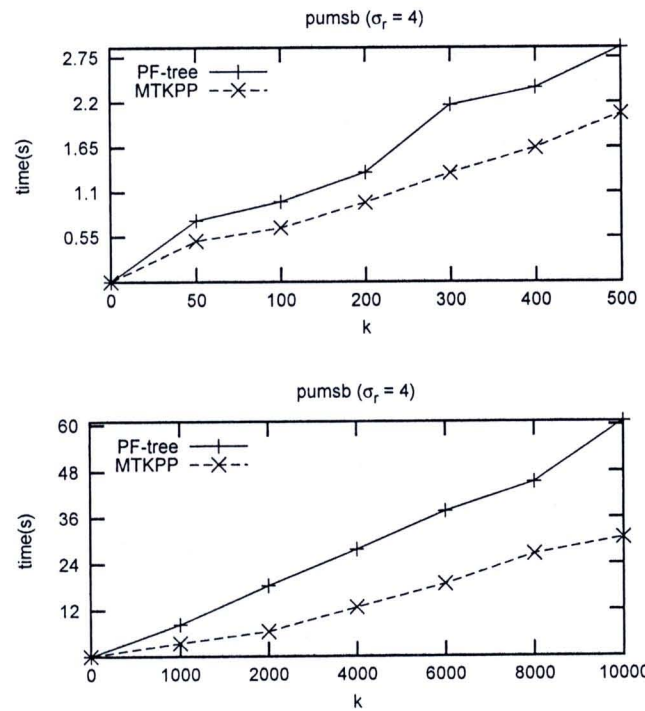 pumsb (σr = 4)
2.75
2.2
1.65
1.1
0.55
time(s)
PF-tree
MTKPP
0 50 100 200 300 400 500
k
pumsb (σr = 4)
60
48
36
24
12
time(s)
PF-tree
MTKPP
0 1000 2000 4000 6000 8000 10000
k